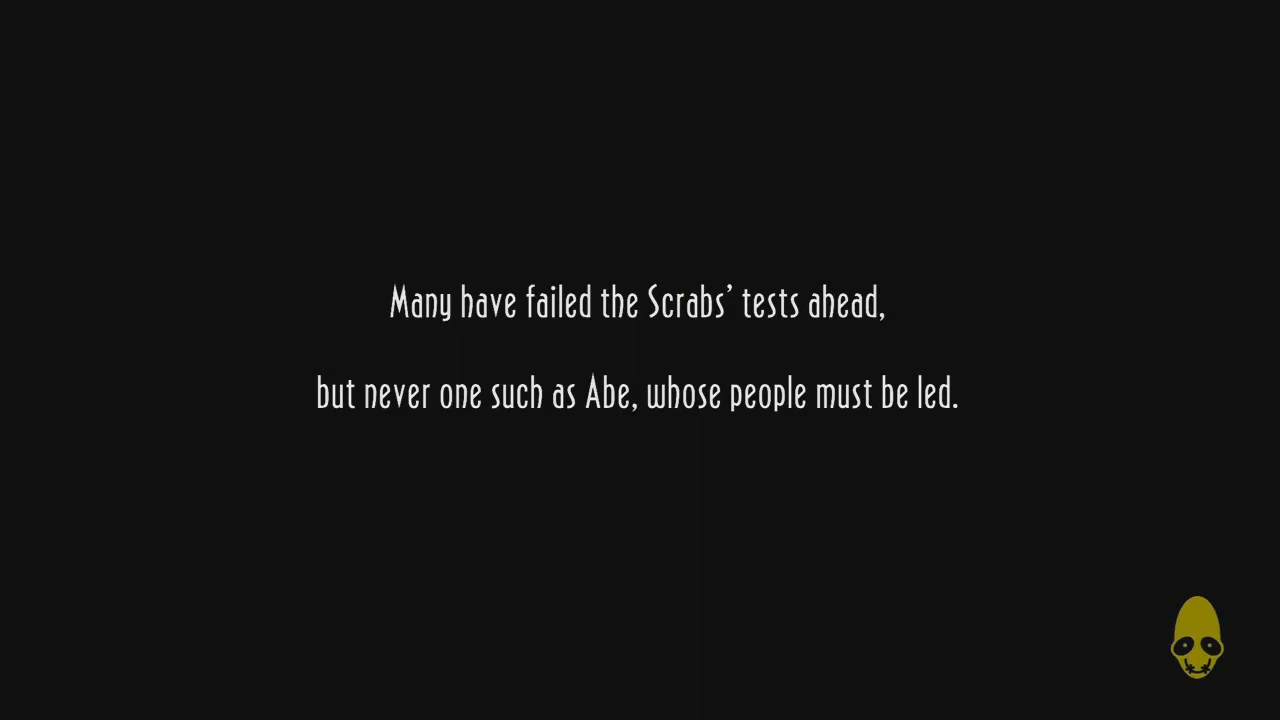 Many have failed the Scrabs’ tests ahead,
but never one such as Abe, whose people must be led.